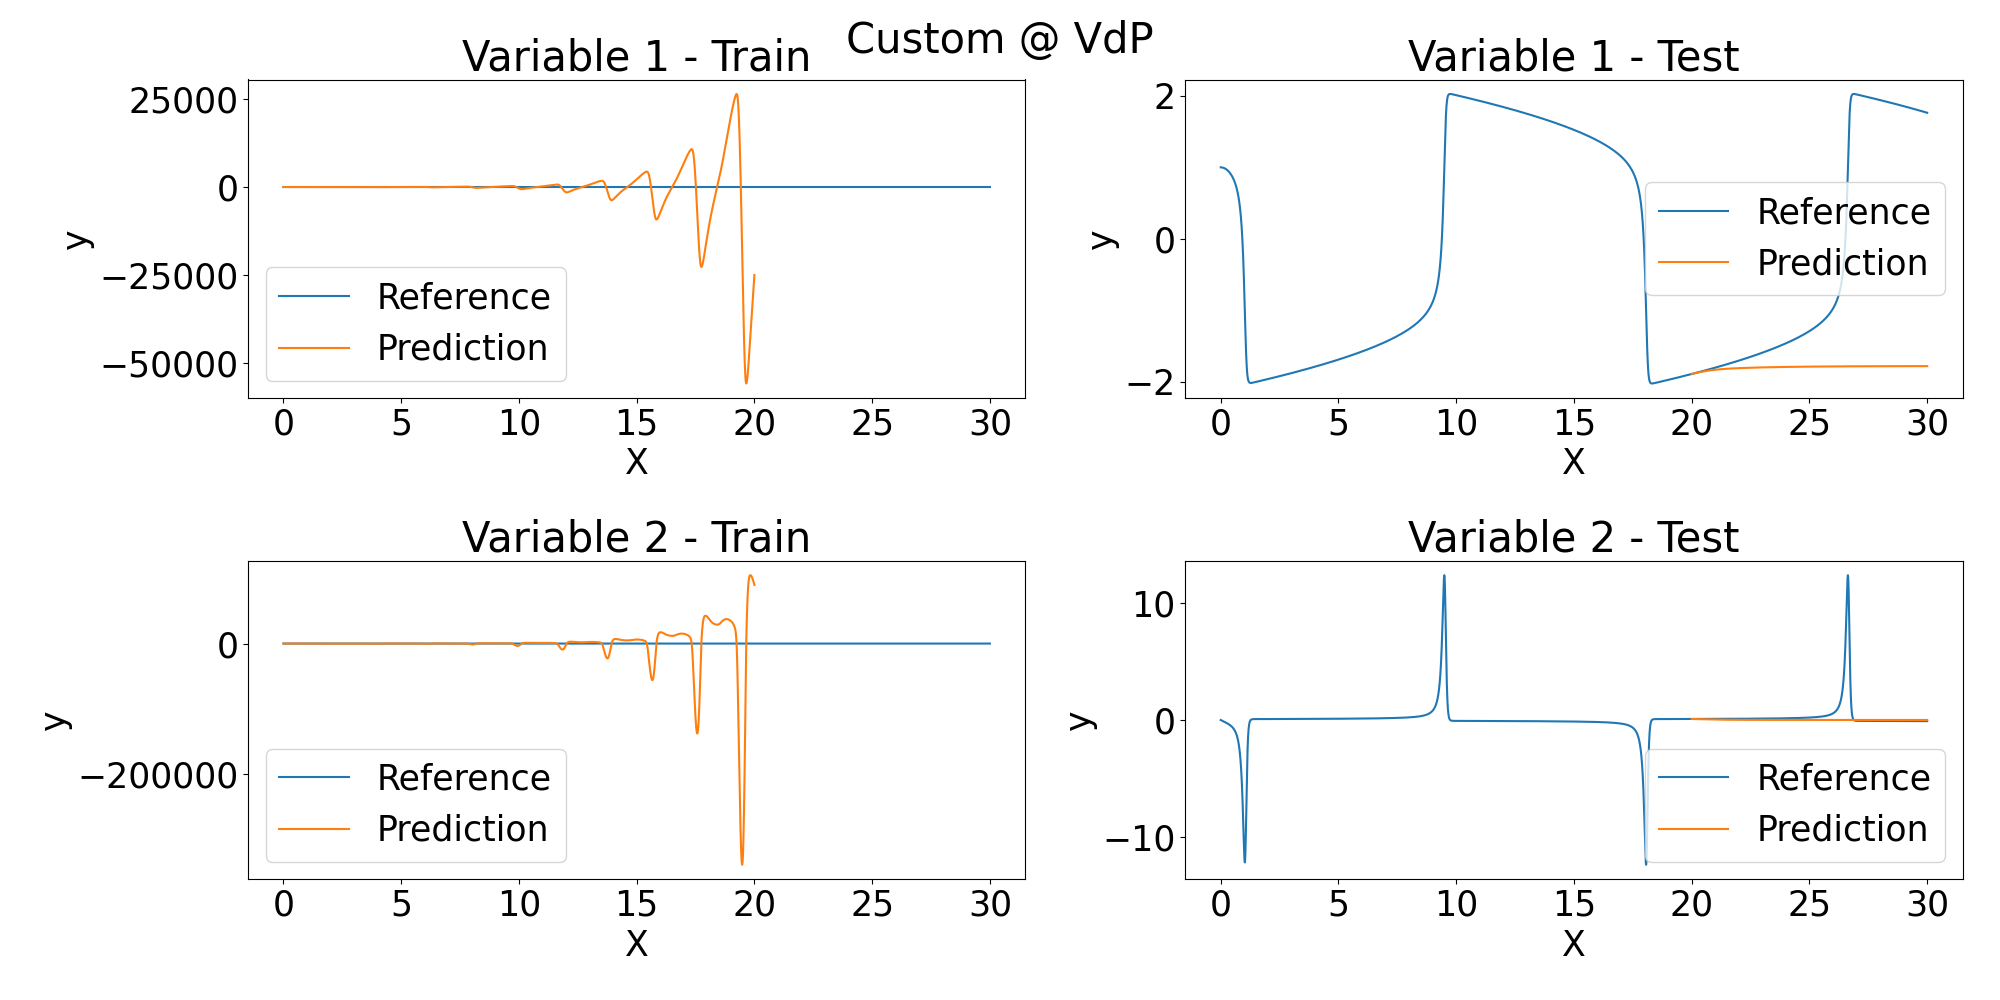 Custom @ VdP
Variable 1 - Train
25000
0
−25000
−50000
y
Reference
Prediction
0 5 10 15 20 25 30
X
Variable 1 - Test
2
0
−2
y
Reference
Prediction
0 5 10 15 20 25 30
X
Variable 2 - Train
0
−200000
y
Reference
Prediction
0 5 10 15 20 25 30
X
Variable 2 - Test
10
0
−10
y
Reference
Prediction
0 5 10 15 20 25 30
X